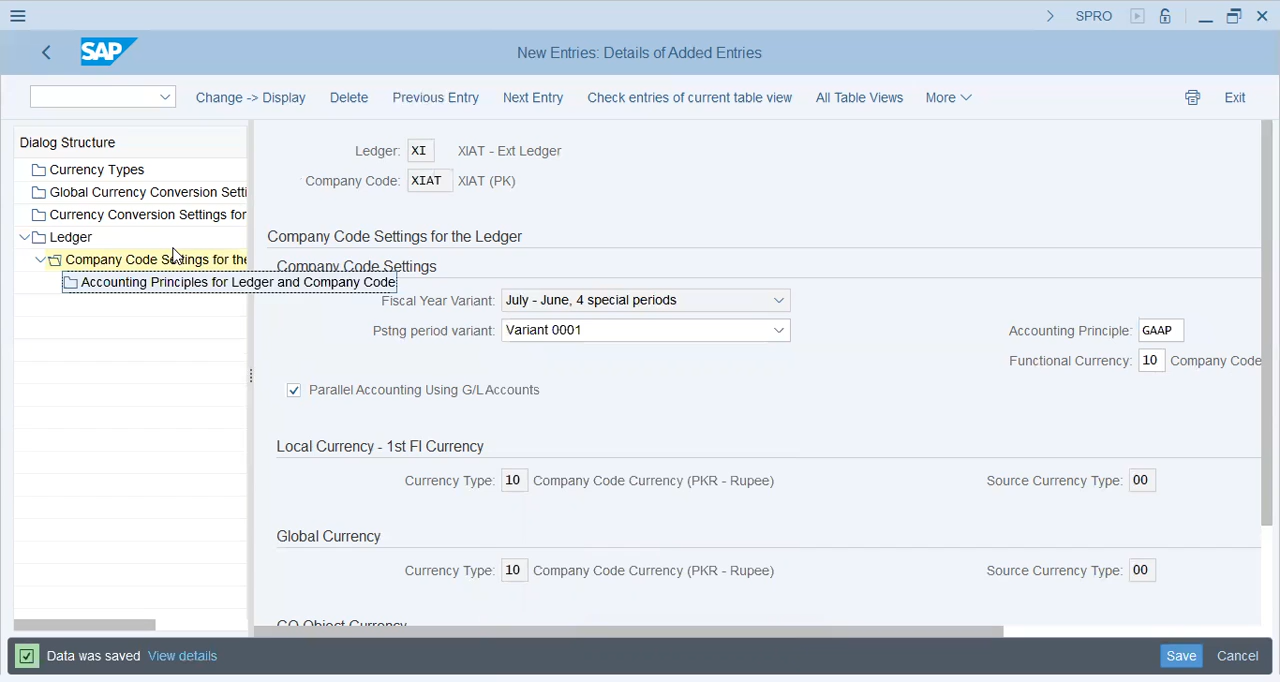 SPRO
SAP
New Entries: Details of Added Entries
Change -> Display
Delete
Previous Entry
Next Entry
Check entries of current table view
All Table Views
More
Exit
Dialog Structure
Currency Types
Global Currency Conversion Setti
Currency Conversion Settings for
Ledger
Company Code Settings for the
Accounting Principles for Ledger and Company Code
Ledger: XI XIAT - Ext Ledger
Company Code: XIAT XIAT (PK)
Company Code Settings for the Ledger
Company Code Settings
Fiscal Year Variant: July - June, 4 special periods
Pstng period variant: Variant 0001
Accounting Principle: GAAP
Functional Currency: 10 Company Code
Parallel Accounting Using G/L Accounts
Local Currency - 1st FI Currency
Currency Type: 10 Company Code Currency (PKR - Rupee)
Source Currency Type: 00
Global Currency
Currency Type: 10 Company Code Currency (PKR - Rupee)
Source Currency Type: 00
CO Object Currency
Data was saved View details
Save
Cancel